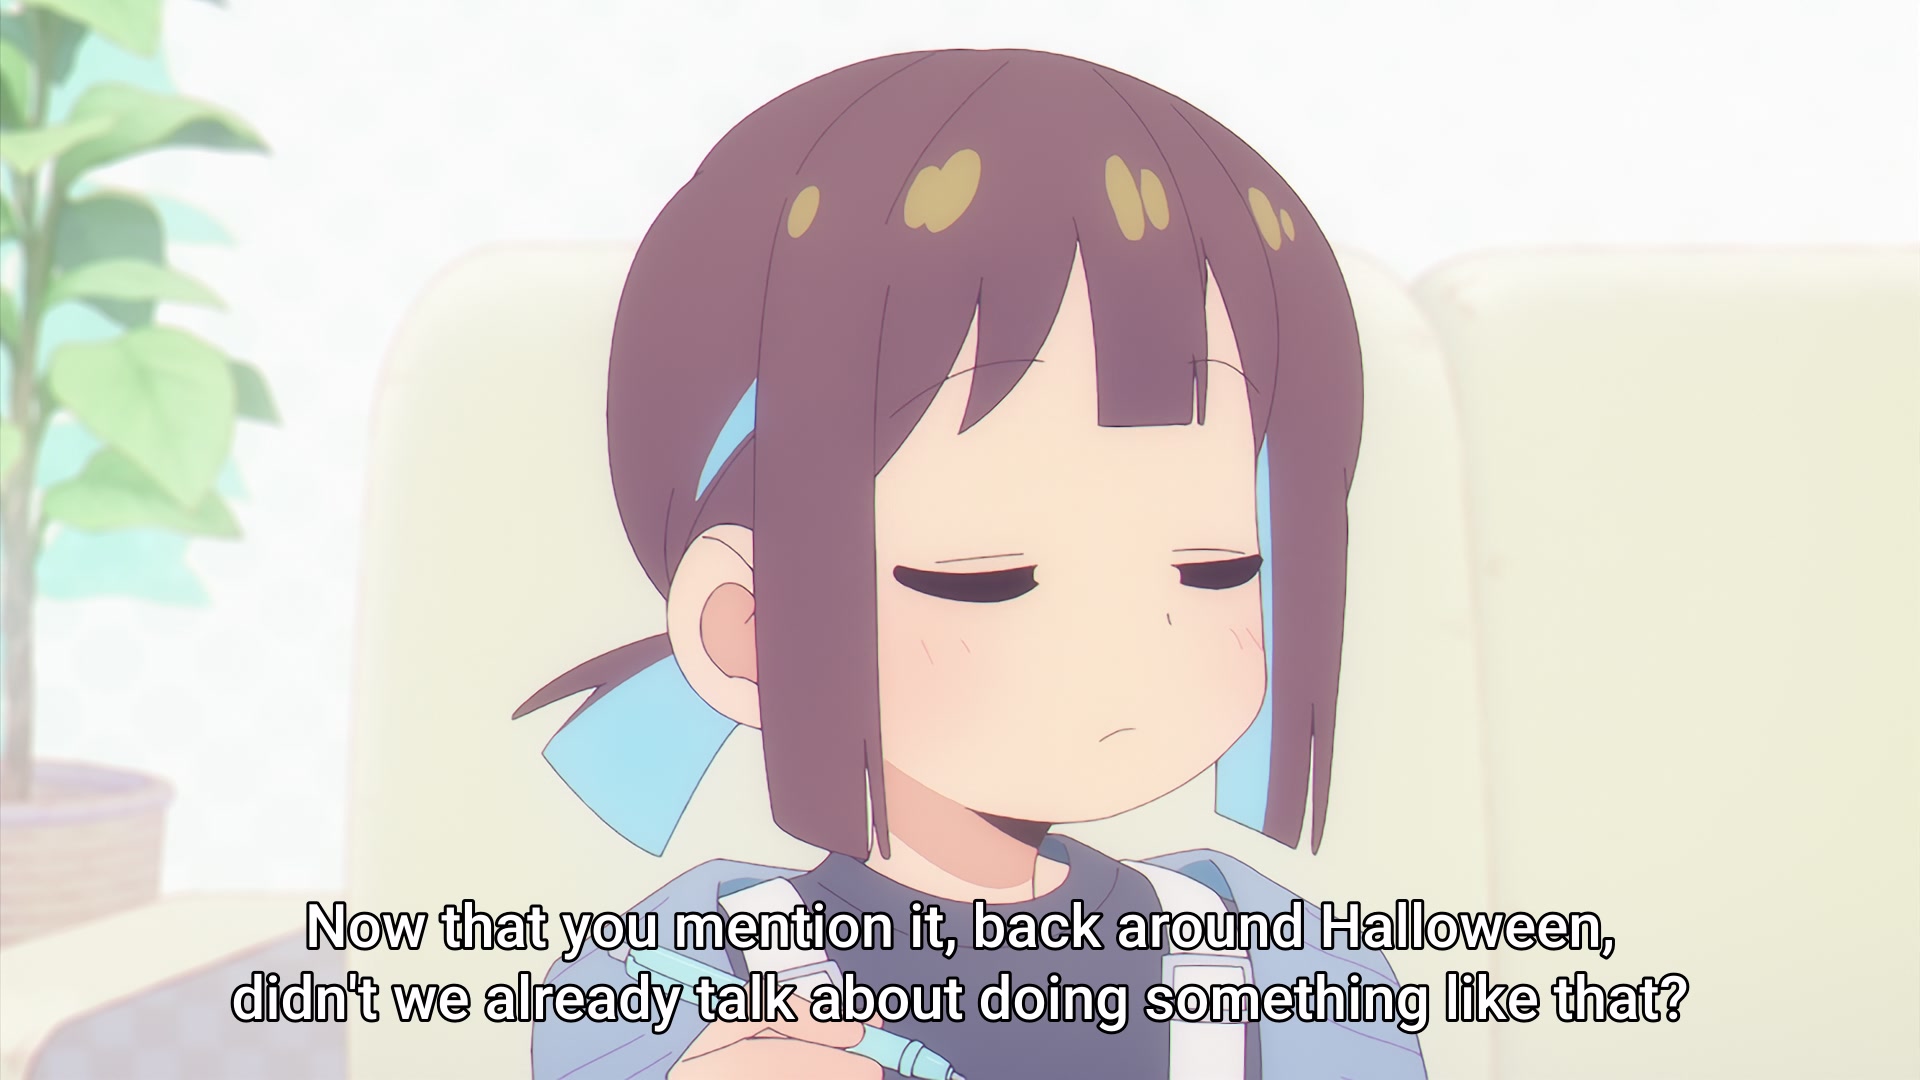 Now that you mention it, back around Halloween,
didn't we already talk about doing something like that?